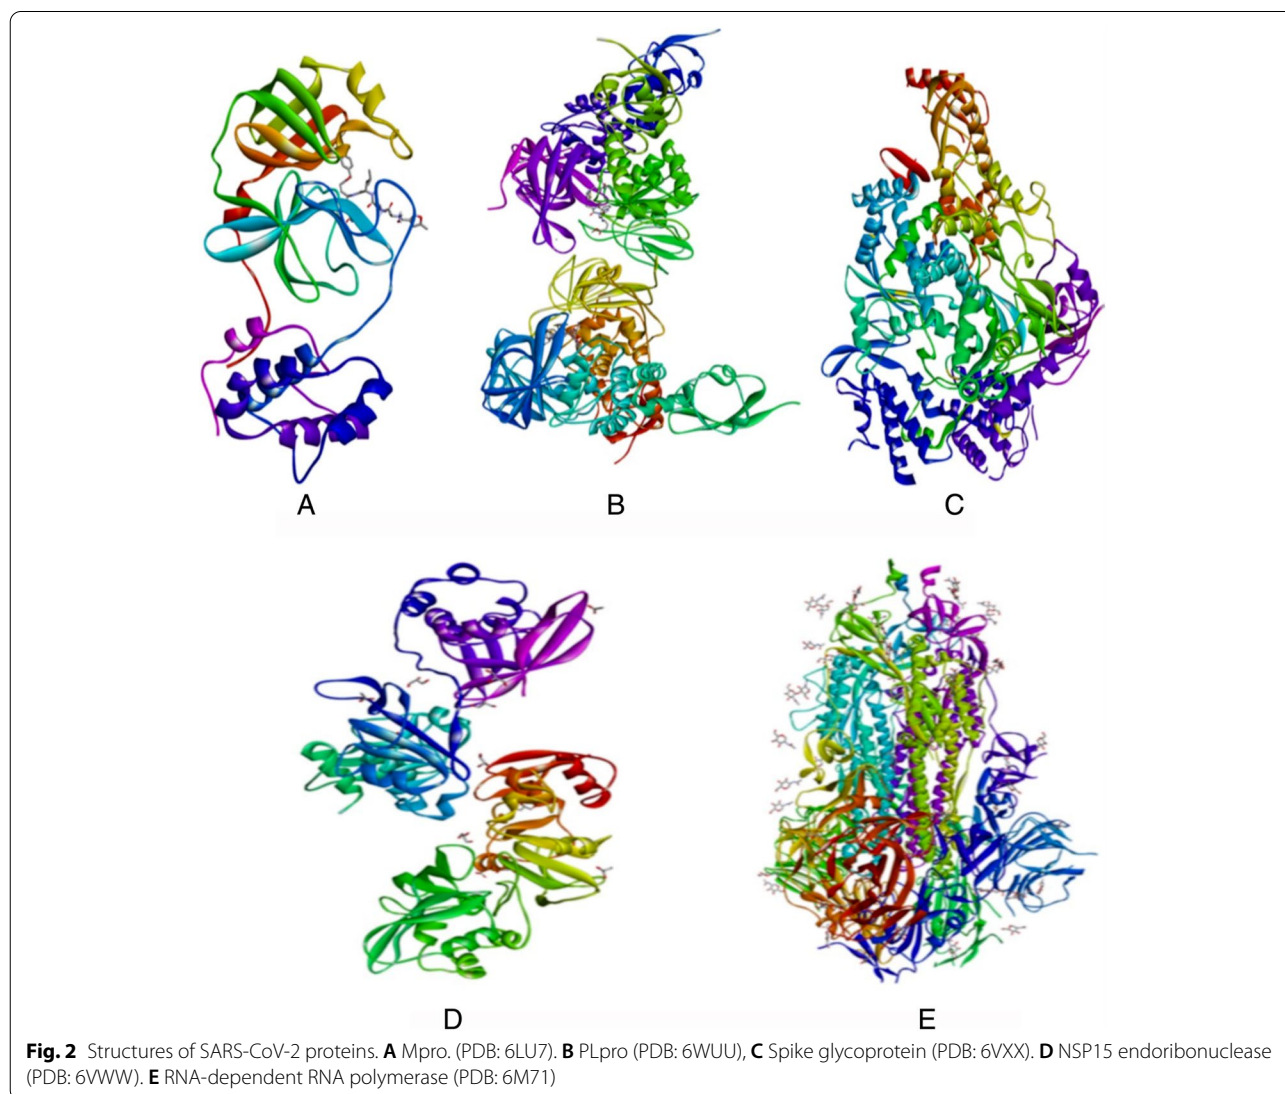 A
B
C
D
E
Fig. 2 Structures of SARS-CoV-2 proteins. A Mpro. (PDB: 6LU7). B PLpro (PDB: 6WUU), C Spike glycoprotein (PDB: 6VXX). D NSP15 endoribonuclease
(PDB: 6VWW). E RNA-dependent RNA polymerase (PDB: 6M71)